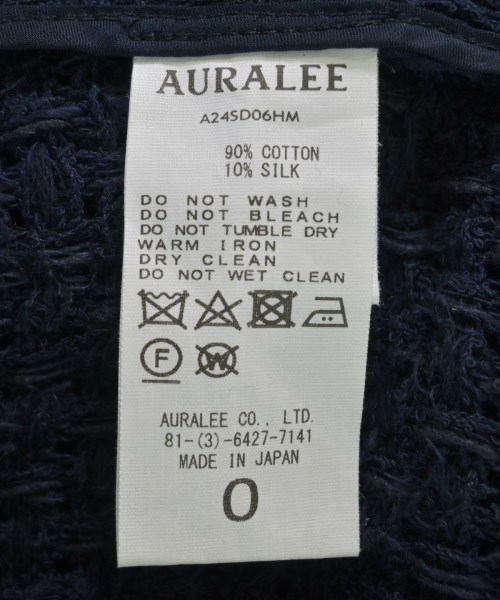 AURALEE
A24SD06HM
90% COTTON
10% SILK
DO NOT WASH
DO NOT BLEACH
DO NOT TUMBLE DRY
WARM IRON
DRY CLEAN
DO NOT WET CLEAN
F W
AURALEE CO., LTD.
81-(3)-6427-7141
MADE IN JAPAN
0